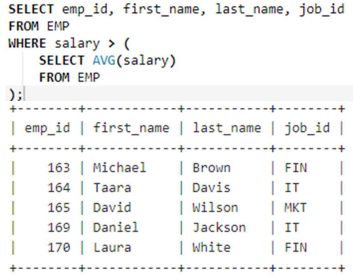 SELECT emp_id, first_name, last_name, job_id
FROM EMP
WHERE salary > (
    SELECT AVG(salary)
    FROM EMP
);
+--------+------------+-----------+--------+
| emp_id | first_name | last_name | job_id |
+--------+------------+-----------+--------+
|    163 | Michael    | Brown     | FIN    |
|    164 | Taara      | Davis     | IT     |
|    165 | David      | Wilson    | MKT    |
|    169 | Daniel     | Jackson   | IT     |
|    170 | Laura      | White     | FIN    |
+--------+------------+-----------+--------+